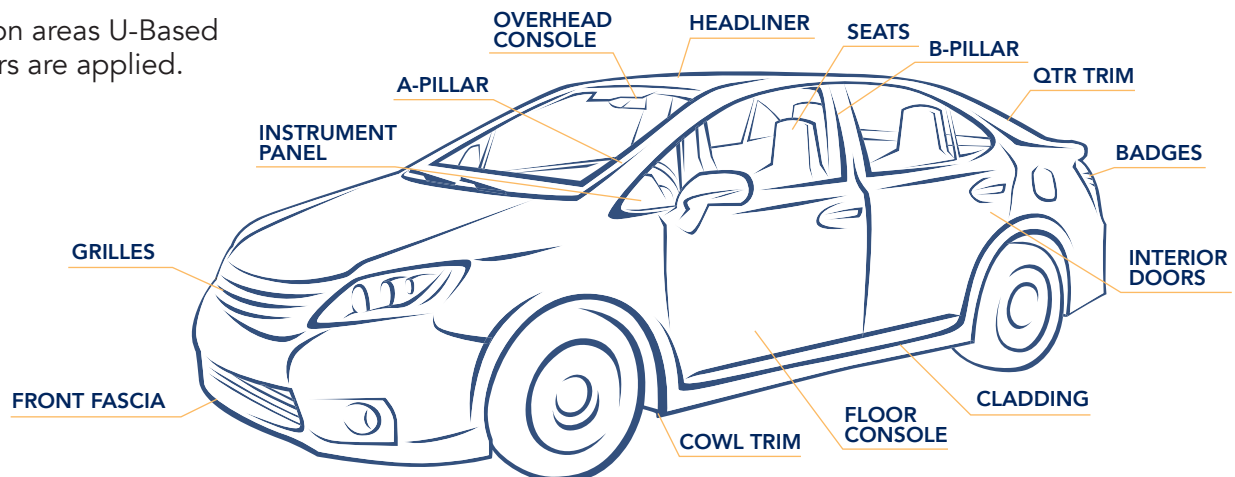 on areas U-Based
rs are applied.
OVERHEAD
CONSOLE
HEADLINER
SEATS
B-PILLAR
QTR TRIM
A-PILLAR
INSTRUMENT
PANEL
BADGES
GRILLES
INTERIOR
DOORS
FRONT FASCIA
CLADDING
FLOOR
CONSOLE
COWL TRIM